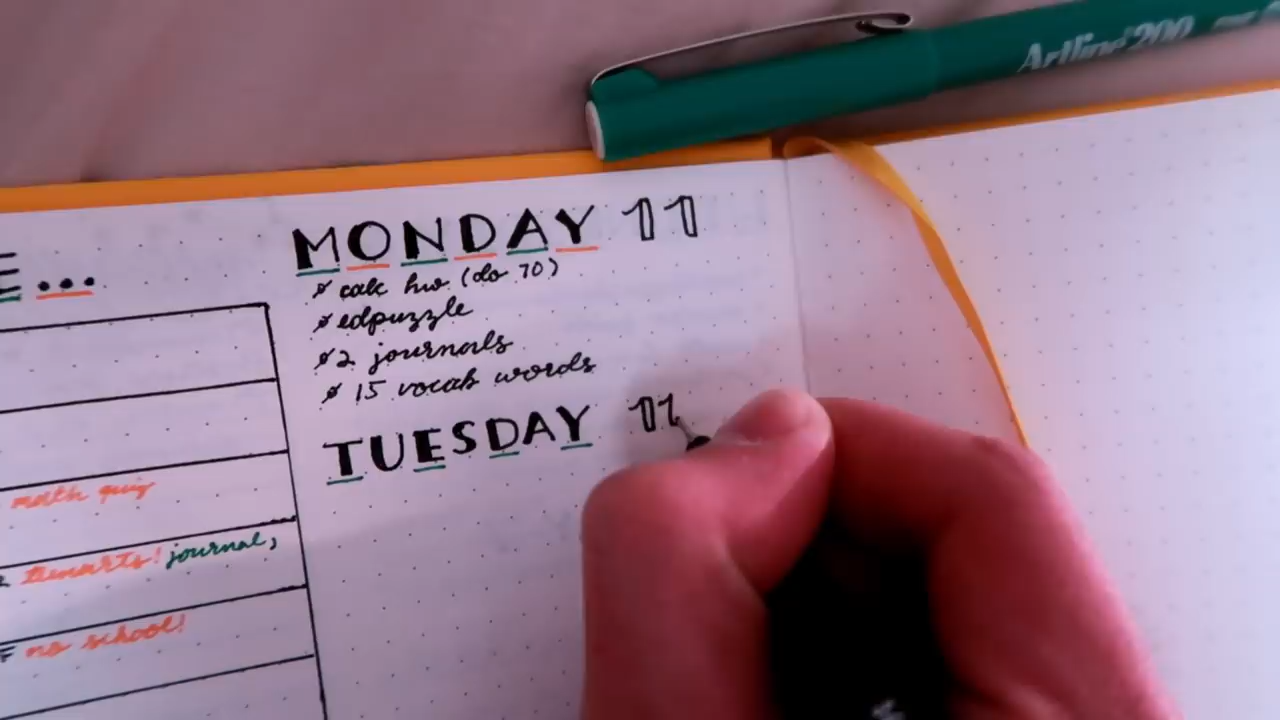 Artline 200
E...
MONDAY 11
calc hw (do 70)
edpuzzle
2 journals
15 vocab words
TUESDAY 1
math quiz
journal,
no school!